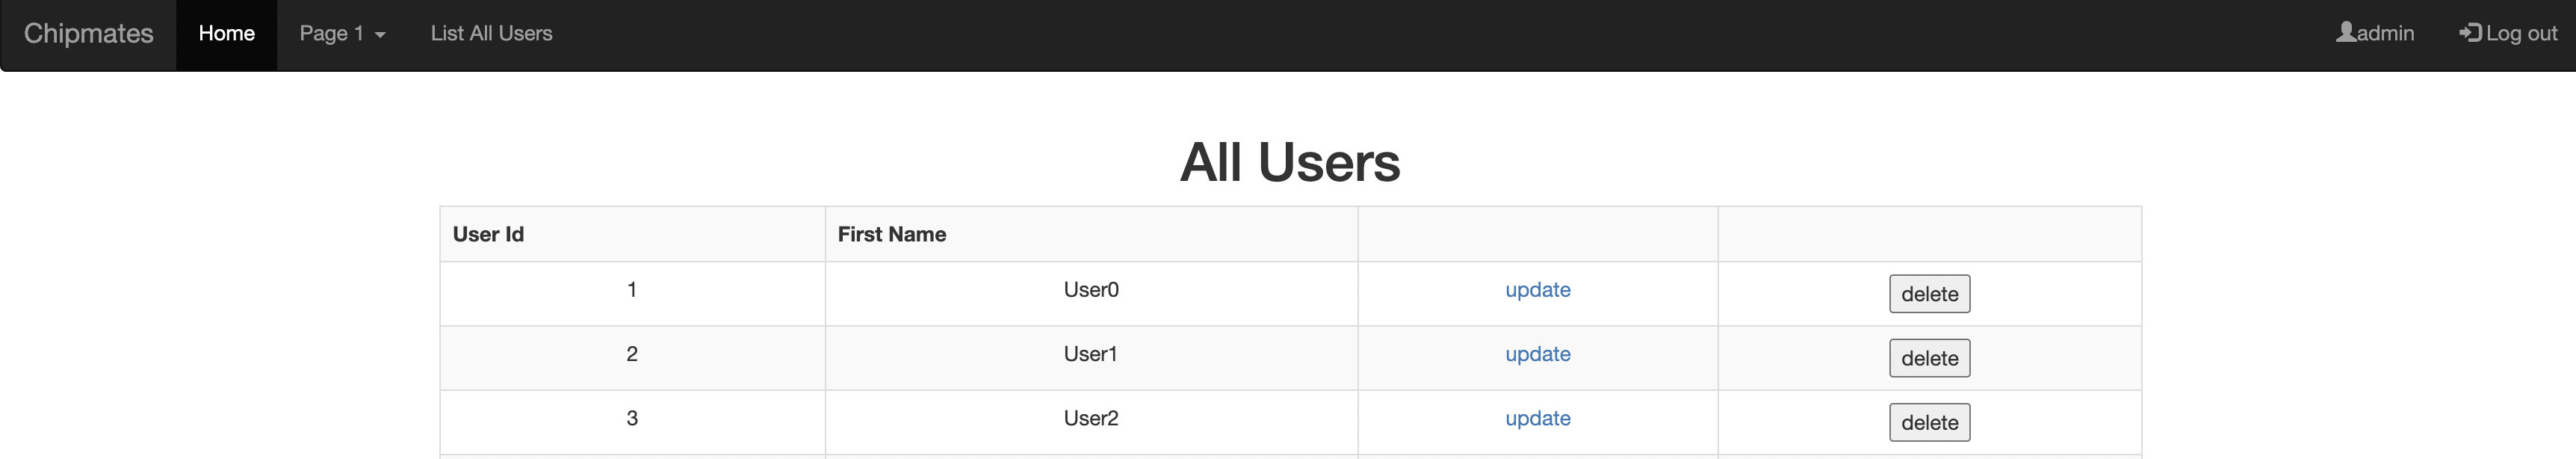 Chipmates Home Page 1 List All Users admin Log out
All Users
User Id First Name
1 User0 update delete
2 User1 update delete
3 User2 update delete